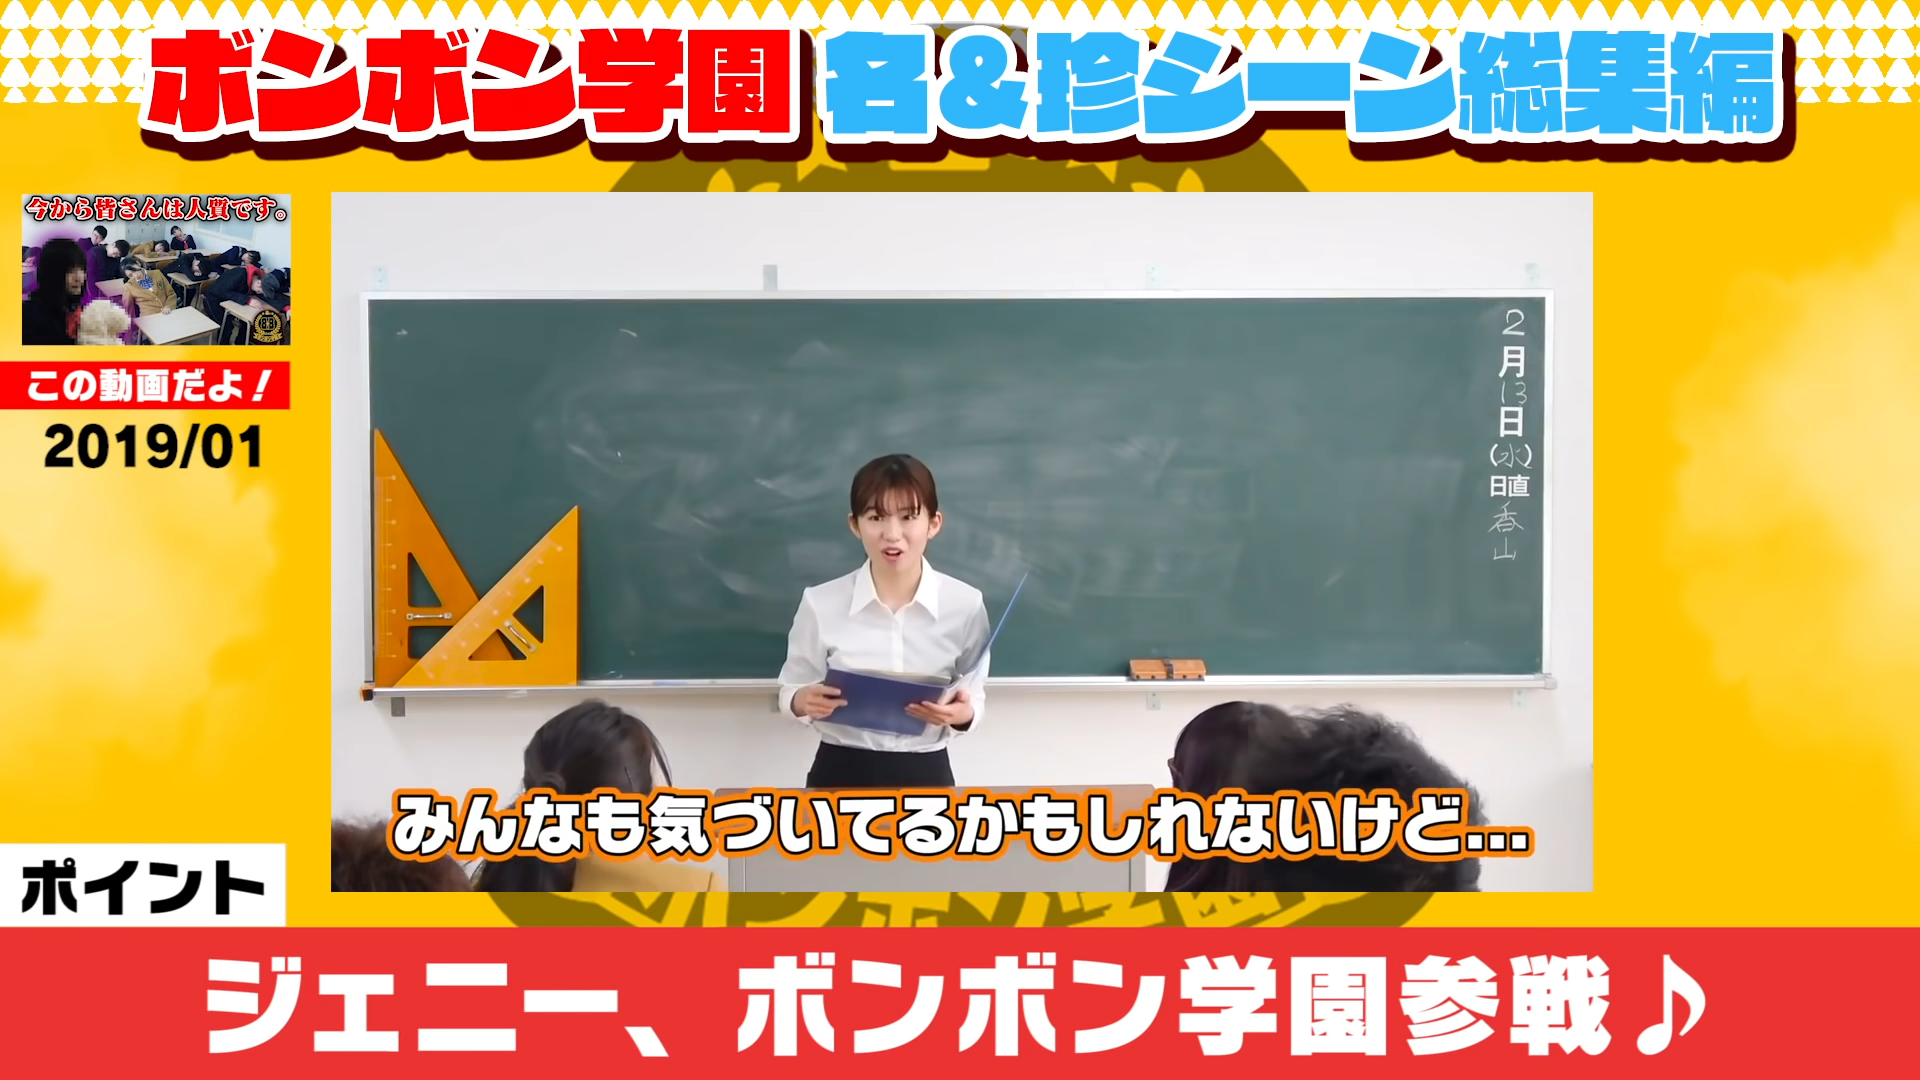 ボンボン学園 名&珍シーン総集編
今から皆さんは人質です。
この動画だよ!
2019/01
2月13日(水)
日直
香山
みんなも気づいてるかもしれないけど...
ポイント
ジェニー、ボンボン学園参戦♪